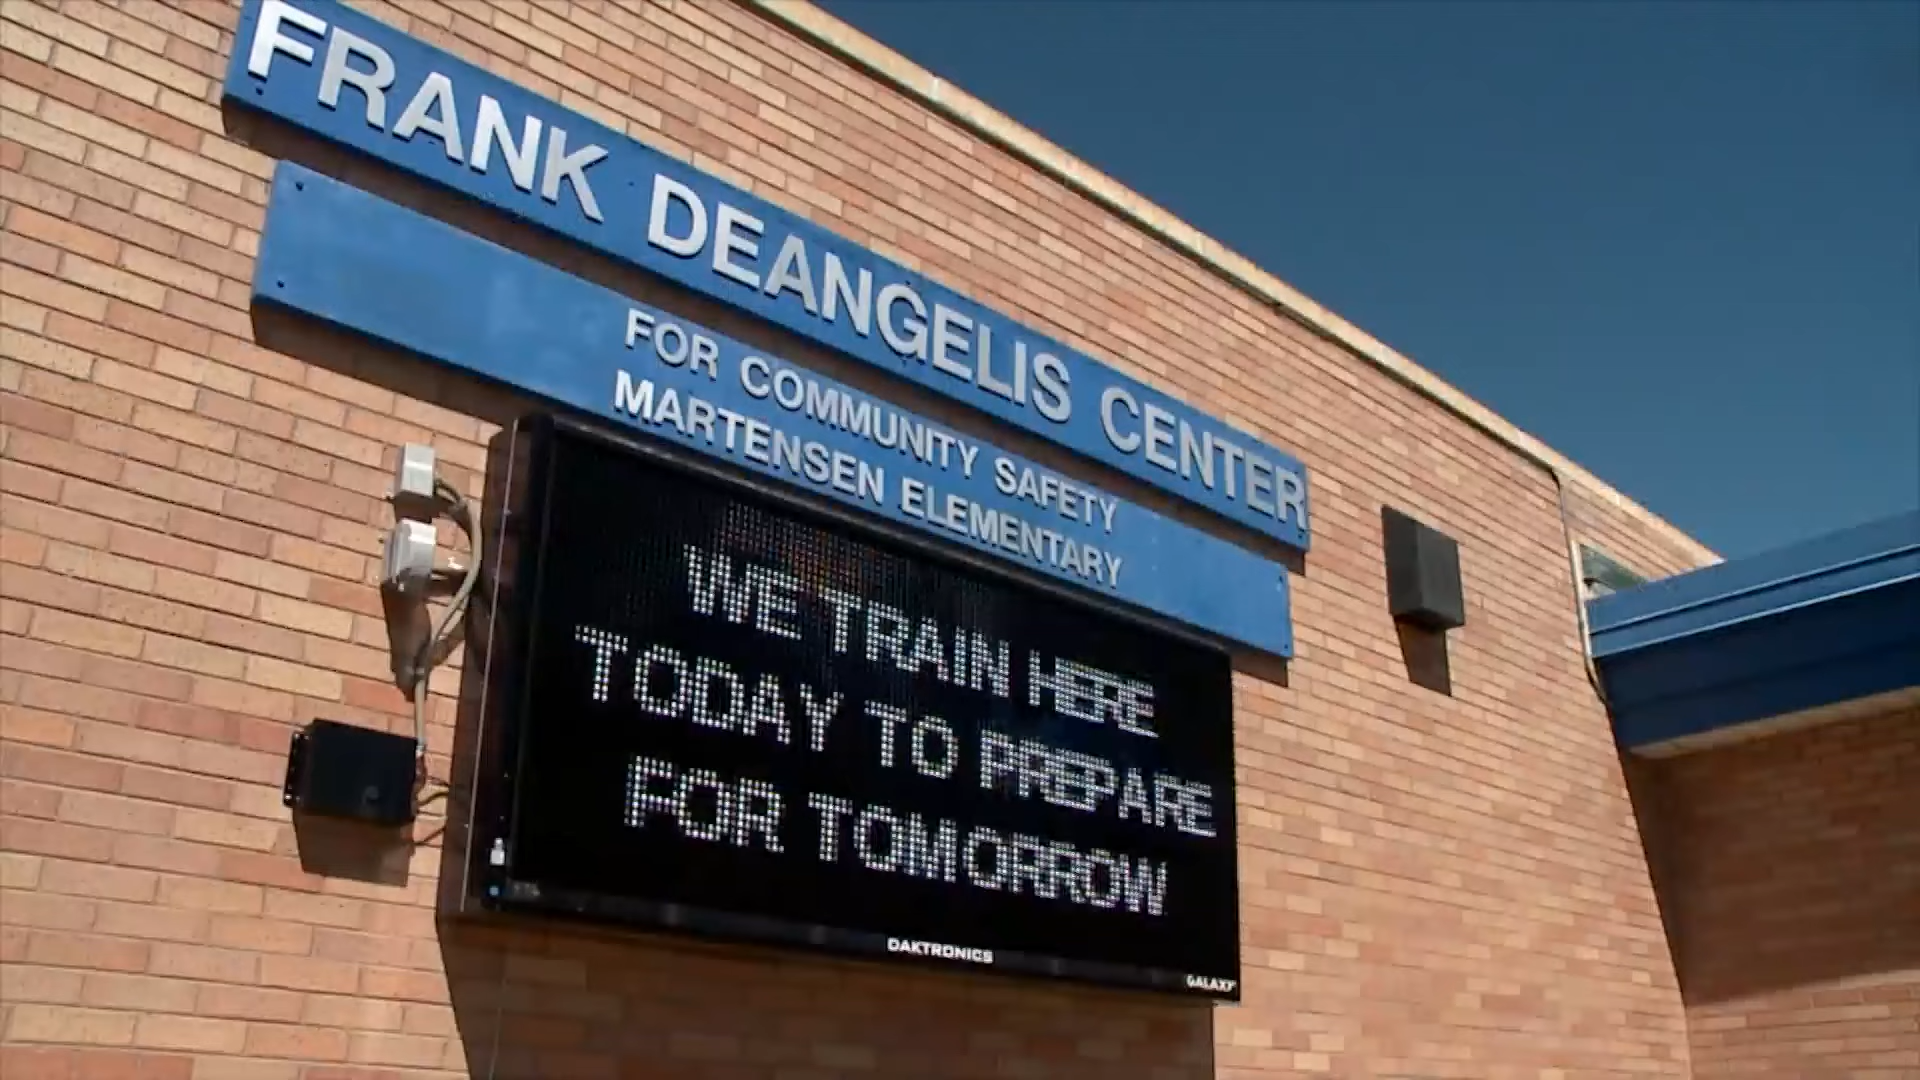 FRANK DEANGELIS CENTER
FOR COMMUNITY SAFETY
MARTENSEN ELEMENTARY
WE TRAIN HERE
TODAY TO PREPARE
FOR TOMORROW
DAKTRONICS
GALAXY